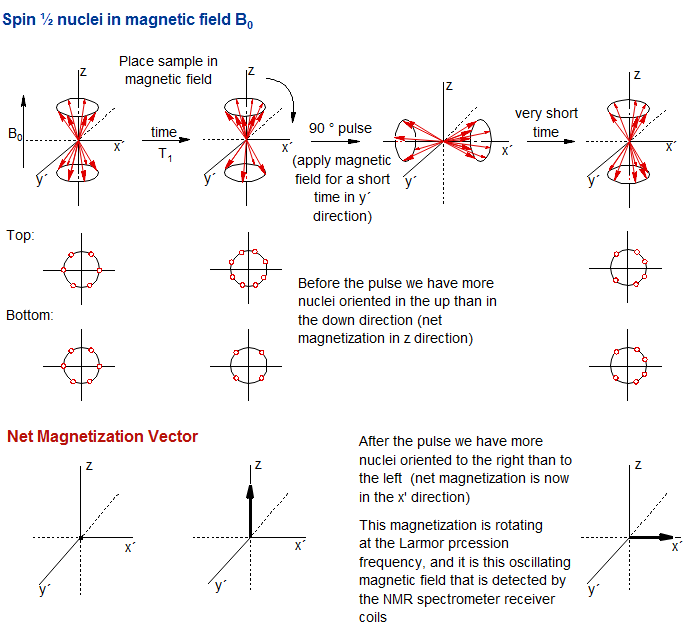 Spin ½ nuclei in magnetic field B0
Place sample in
magnetic field
z
z
z
z
B0
time
T1
90 ° pulse
very short
time
x´
x´
x´
x´
y´
y´
y´
y´
(apply magnetic
field for a short
time in y´
direction)
Top:
Before the pulse we have more
nuclei oriented in the up than in
the down direction (net
magnetization in z direction)
Bottom:
Net Magnetization Vector
After the pulse we have more
nuclei oriented to the right than to
the left (net magnetization is now
in the x' direction)
z
z
z
x´
x´
x´
y´
y´
y´
This magnetization is rotating
at the Larmor prcession
frequency, and it is this oscillating
magnetic field that is detected by
the NMR spectrometer receiver
coils